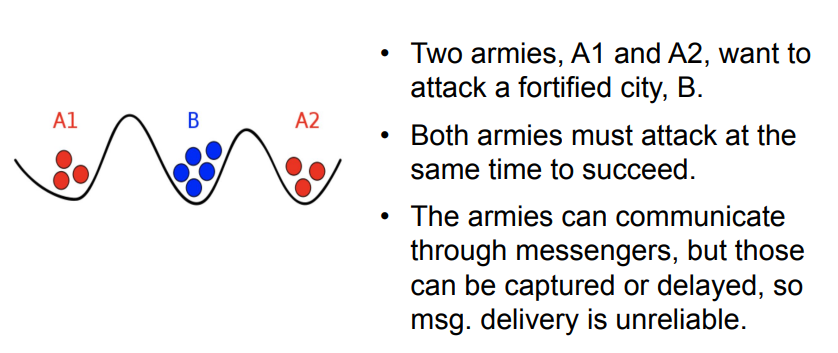 A1
B
A2
• Two armies, A1 and A2, want to
attack a fortified city, B.
• Both armies must attack at the
same time to succeed.
• The armies can communicate
through messengers, but those
can be captured or delayed, so
msg. delivery is unreliable.